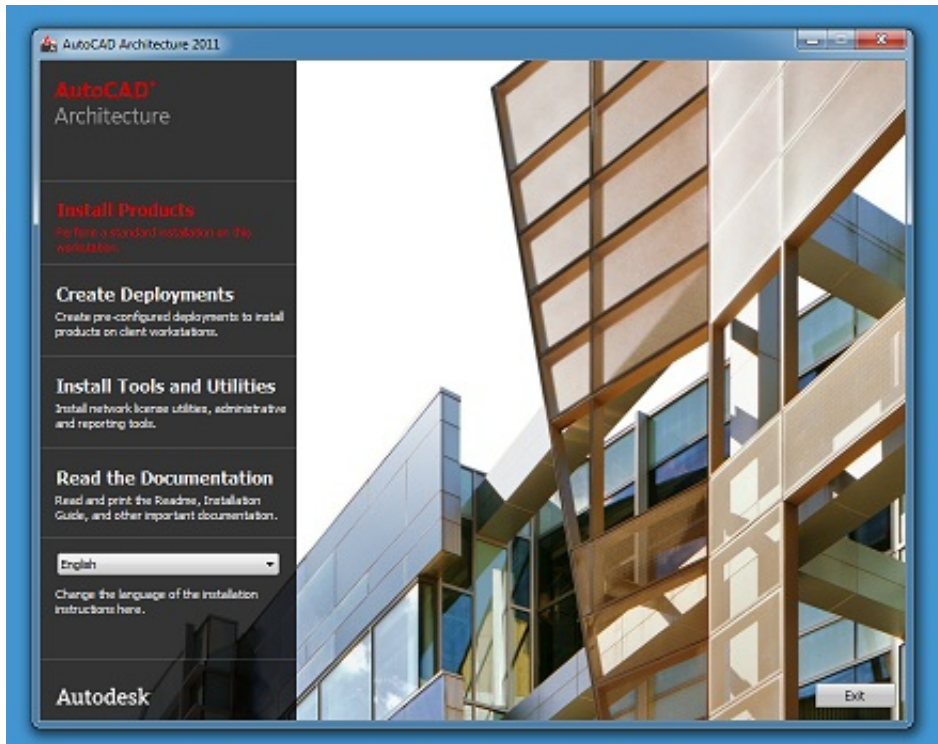 AutoCAD Architecture 2011
AutoCAD®
Architecture
Install Products
Perform a standard installation on this
workstation.
Create Deployments
Create pre-configured deployments to install
products on client workstations.
Install Tools and Utilities
Install network license utilities, administrative
and reporting tools.
Read the Documentation
Read and print the Readme, Installation
Guide, and other important documentation.
English
Change the language of the installation
instructions here.
Autodesk
Exit